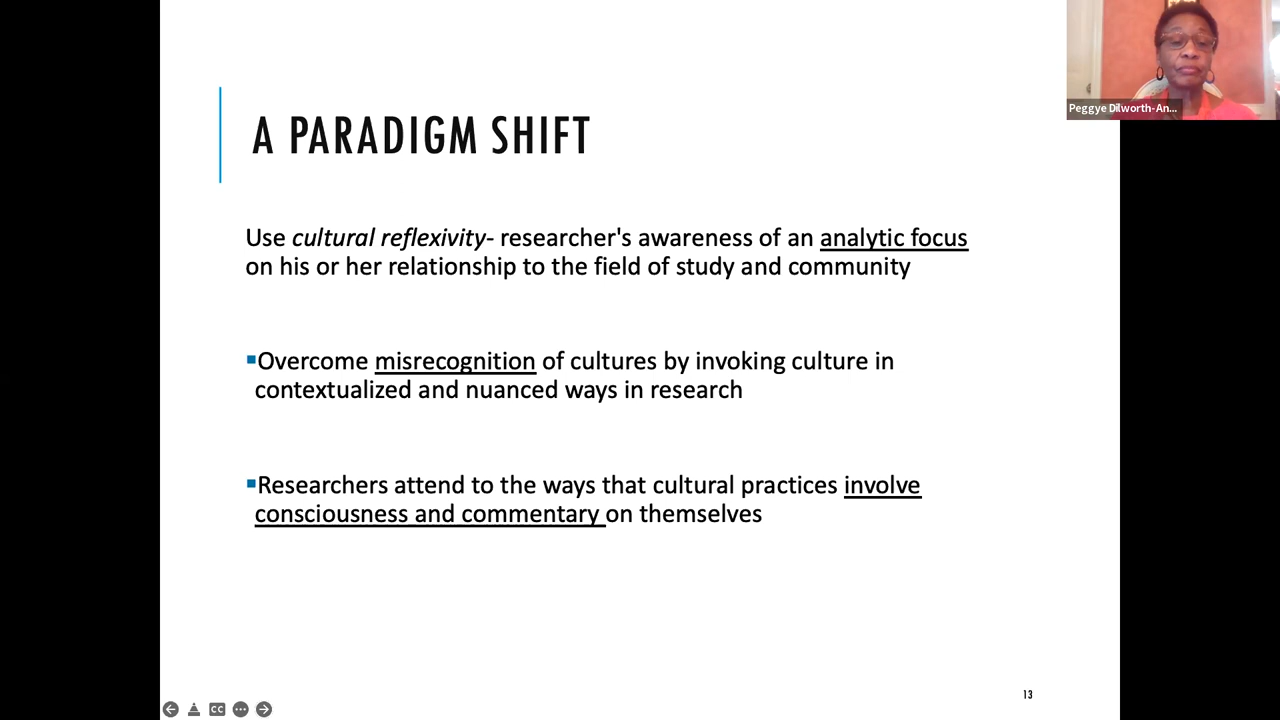 Peggye Dilworth-An...
A PARADIGM SHIFT
Use cultural reflexivity- researcher's awareness of an analytic focus
on his or her relationship to the field of study and community
▪Overcome misrecognition of cultures by invoking culture in
contextualized and nuanced ways in research
▪Researchers attend to the ways that cultural practices involve
consciousness and commentary on themselves
13
CC